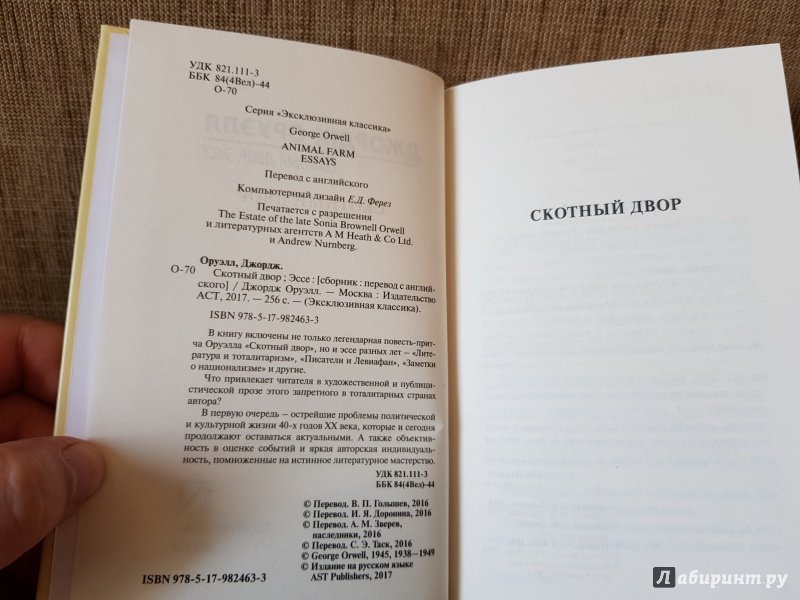 УДК 821.111-3
ББК 84(4Вел)-44
О-70
Серия «Эксклюзивная классика»
George Orwell
ANIMAL FARM
ESSAYS
Перевод с английского
Компьютерный дизайн Е.Д. Ферез
Печатается с разрешения
The Estate of the late Sonia Brownell Orwell
и литературных агентств A M Heath & Co Ltd.
и Andrew Nurnberg.
Оруэлл, Джордж.
О-70 Скотный двор ; Эссе : [сборник : перевод с англий-
ского] / Джордж Оруэлл. — Москва : Издательство
АСТ, 2017. — 256 с. — (Эксклюзивная классика).
ISBN 978-5-17-982463-3
В книгу включены не только легендарная повесть-прит-
ча Оруэлла «Скотный двор», но и эссе разных лет – «Лите-
ратура и тоталитаризм», «Писатели и Левиафан», «Заметки
о национализме» и другие.
Что привлекает читателя в художественной и публици-
стической прозе этого запретного в тоталитарных странах
автора?
В первую очередь – острейшие проблемы политической
и культурной жизни 40-х годов XX века, которые и сегодня
продолжают оставаться актуальными. А также объектив-
ность в оценке событий и яркая авторская индивидуаль-
ность, помноженные на истинное литературное мастерство.
УДК 821.111-3
ББК 84(4Вел)-44
© Перевод. В. П. Голышев, 2016
© Перевод. И. Я. Доронина, 2016
© Перевод. А. М. Зверев,
наследники, 2016
© Перевод. С. Э. Таск, 2016
© George Orwell, 1945, 1938–1949
© Издание на русском языке
AST Publishers, 2017
ISBN 978-5-17-982463-3
СКОТНЫЙ ДВОР
Лабиринт.ру